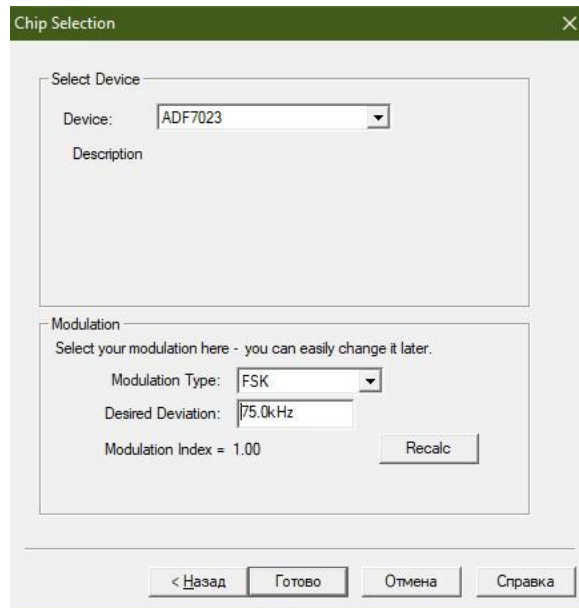 Chip Selection
Select Device
Device: ADF7023
Description
Modulation
Select your modulation here - you can easily change it later.
Modulation Type: FSK
Desired Deviation: 75.0kHz
Modulation Index = 1.00 Recalc
< Назад Готово Отмена Справка